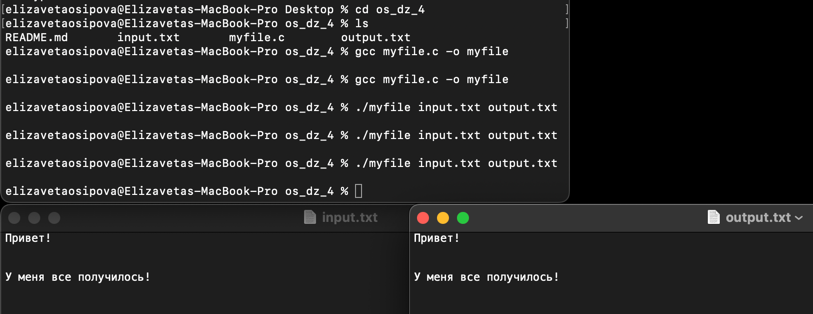 elizavetaosipova@Elizavetas-MacBook-Pro Desktop % cd os_dz_4
elizavetaosipova@Elizavetas-MacBook-Pro os_dz_4 % ls
README.md input.txt myfile.c output.txt
elizavetaosipova@Elizavetas-MacBook-Pro os_dz_4 % gcc myfile.c -o myfile
elizavetaosipova@Elizavetas-MacBook-Pro os_dz_4 % gcc myfile.c -o myfile
elizavetaosipova@Elizavetas-MacBook-Pro os_dz_4 % ./myfile input.txt output.txt
elizavetaosipova@Elizavetas-MacBook-Pro os_dz_4 % ./myfile input.txt output.txt
elizavetaosipova@Elizavetas-MacBook-Pro os_dz_4 % ./myfile input.txt output.txt
elizavetaosipova@Elizavetas-MacBook-Pro os_dz_4 %
input.txt
Привет!
У меня все получилось!
output.txt
Привет!
У меня все получилось!